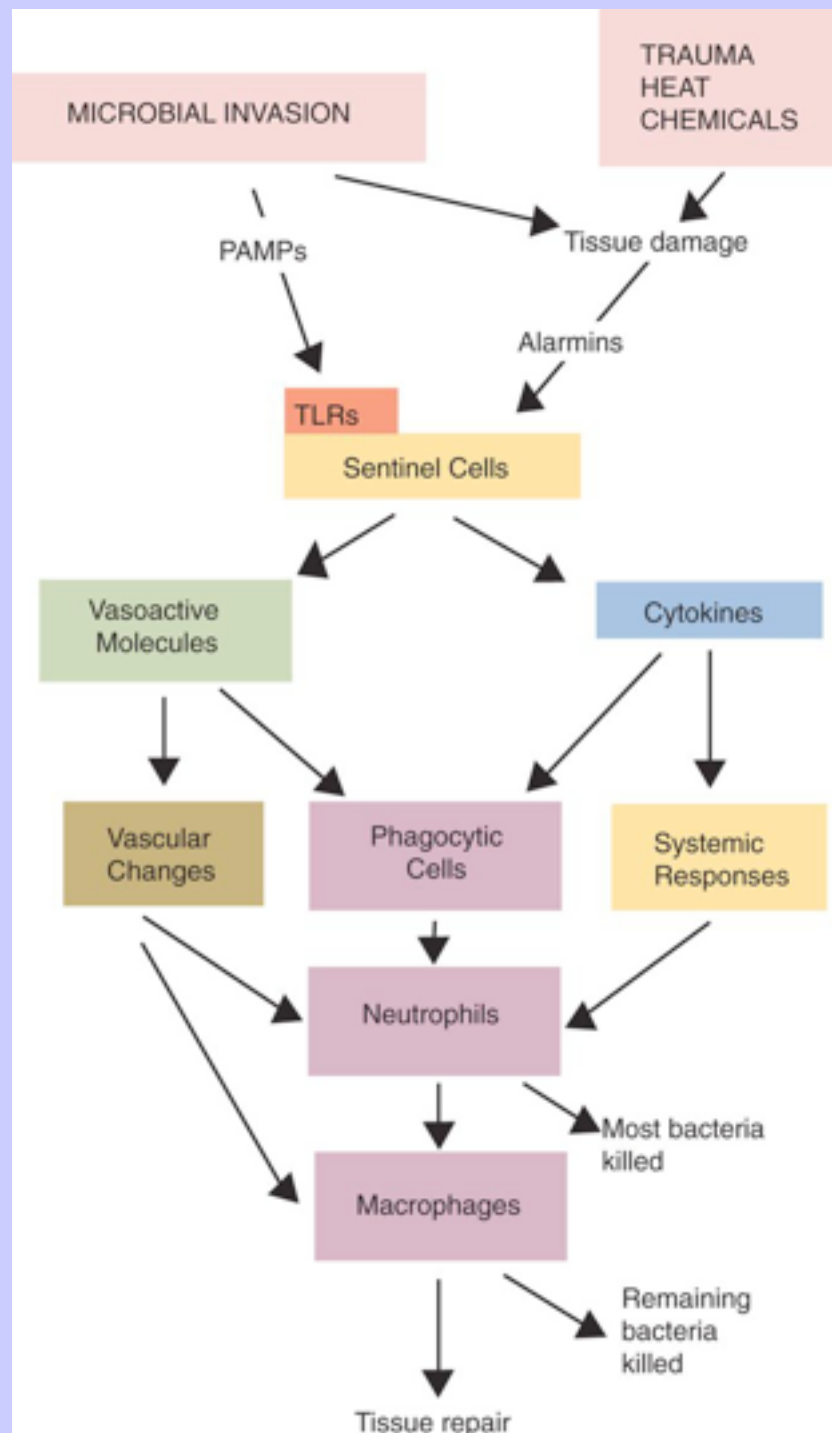 TRAUMA
HEAT
CHEMICALS
MICROBIAL INVASION
PAMPs
Tissue damage
Alarmins
TLRs
Sentinel Cells
Vasoactive
Molecules
Cytokines
Vascular
Changes
Phagocytic
Cells
Systemic
Responses
Neutrophils
Most bacteria
killed
Macrophages
Remaining
bacteria
killed
Tissue repair